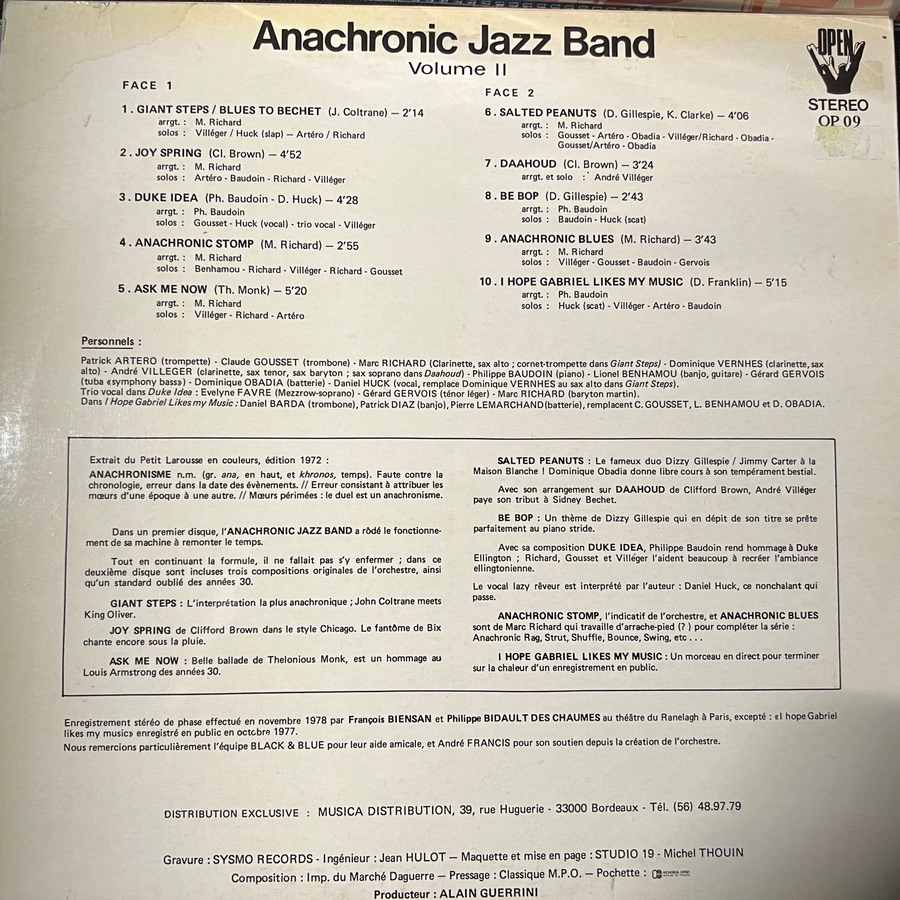 Anachronic Jazz Band
Volume II
OPEN
STEREO
OP 09
FACE 1
1. GIANT STEPS / BLUES TO BECHET (J. Coltrane) — 2'14
arrgt. : M. Richard
solos : Villéger / Huck (slap) — Artéro / Richard
2. JOY SPRING (Cl. Brown) — 4'52
arrgt. : M. Richard
solos : Artéro - Baudoin - Richard - Villéger
3. DUKE IDEA (Ph. Baudoin - D. Huck) — 4'28
arrgt. : Ph. Baudoin
solos : Gousset - Huck (vocal) - trio vocal - Villéger
4. ANACHRONIC STOMP (M. Richard) — 2'55
arrgt. : M. Richard
solos : Benhamou - Richard - Villéger - Richard - Gousset
5. ASK ME NOW (Th. Monk) — 5'20
arrgt. : M. Richard
solos : Villéger - Richard - Artéro
FACE 2
6. SALTED PEANUTS (D. Gillespie, K. Clarke) — 4'06
arrgt. : M. Richard
solos : Gousset - Artéro - Obadia - Villéger/Richard - Obadia -
Gousset/Artéro - Obadia
7. DAAHOUD (Cl. Brown) — 3'24
arrgt. et solo : André Villéger
8. BE BOP (D. Gillespie) — 2'43
arrgt. : Ph. Baudoin
solos : Baudoin - Huck (scat)
9. ANACHRONIC BLUES (M. Richard) — 3'43
arrgt. : M. Richard
solos : Villéger - Gousset - Baudoin - Gervois
10. I HOPE GABRIEL LIKES MY MUSIC (D. Franklin) — 5'15
arrgt. : Ph. Baudoin
solos : Huck (scat) - Villéger - Artéro - Baudoin
Personnels :
Patrick ARTERO (trompette) - Claude GOUSSET (trombone) - Marc RICHARD (Clarinette, sax alto ; cornet-trompette dans Giant Steps) - Dominique VERNHES (clarinette, sax
alto) - André VILLEGER (clarinette, sax tenor, sax baryton ; sax soprano dans Daahoud) - Philippe BAUDOIN (piano) - Lionel BENHAMOU (banjo, guitare) - Gérard GERVOIS
(tuba «symphony bass») - Dominique OBADIA (batterie) - Daniel HUCK (vocal, remplace Dominique VERNHES au sax alto dans Giant Steps).
Trio vocal dans Duke Idea : Evelyne FAVRE (Mezzrow-soprano) - Gérard GERVOIS (ténor léger) - Marc RICHARD (baryton martin).
Dans I Hope Gabriel Likes my Music : Daniel BARDA (trombone), Patrick DIAZ (banjo), Pierre LEMARCHAND (batterie), remplacent C. GOUSSET, L. BENHAMOU et D. OBADIA.
Extrait du Petit Larousse en couleurs, édition 1972 :
ANACHRONISME n.m. (gr. ana, en haut, et khronos, temps). Faute contre la
chronologie, erreur dans la date des évènements. // Erreur consistant à attribuer les
mœurs d'une époque à une autre. // Mœurs périmées : le duel est un anachronisme.
Dans un premier disque, l'ANACHRONIC JAZZ BAND a rôdé le fonctionne-
ment de sa machine à remonter le temps.
Tout en continuant la formule, il ne fallait pas s'y enfermer ; dans ce
deuxième disque sont incluses trois compositions originales de l'orchestre, ainsi
qu'un standard oublié des années 30.
GIANT STEPS : L'interprétation la plus anachronique ; John Coltrane meets
King Oliver.
JOY SPRING de Clifford Brown dans le style Chicago. Le fantôme de Bix
chante encore sous la pluie.
ASK ME NOW : Belle ballade de Thelonious Monk, est un hommage au
Louis Armstrong des années 30.
SALTED PEANUTS : Le fameux duo Dizzy Gillespie / Jimmy Carter à la
Maison Blanche ! Dominique Obadia donne libre cours à son tempérament bestial.
Avec son arrangement sur DAAHOUD de Clifford Brown, André Villéger
paye son tribut à Sidney Bechet.
BE BOP : Un thème de Dizzy Gillespie qui en dépit de son titre se prête
parfaitement au piano stride.
Avec sa composition DUKE IDEA, Philippe Baudoin rend hommage à Duke
Ellington ; Richard, Gousset et Villéger l'aident beaucoup à recréer l'ambiance
ellingtonienne.
Le vocal lazy rêveur est interprété par l'auteur : Daniel Huck, ce nonchalant qui
passe.
ANACHRONIC STOMP, l'indicatif de l'orchestre, et ANACHRONIC BLUES
sont de Marc Richard qui travaille d'arrache-pied (?) pour compléter la série :
Anachronic Rag, Strut, Shuffle, Bounce, Swing, etc . . .
I HOPE GABRIEL LIKES MY MUSIC : Un morceau en direct pour terminer
sur la chaleur d'un enregistrement en public.
Enregistrement stéréo de phase effectué en novembre 1978 par François BIENSAN et Philippe BIDAULT DES CHAUMES au théâtre du Ranelagh à Paris, excepté : «I hope Gabriel
likes my music» enregistré en public en octobre 1977.
Nous remercions particulièrement l'équipe BLACK & BLUE pour leur aide amicale, et André FRANCIS pour son soutien depuis la création de l'orchestre.
DISTRIBUTION EXCLUSIVE : MUSICA DISTRIBUTION, 39, rue Huguerie - 33000 Bordeaux - Tél. (56) 48.97.79
Gravure : SYSMO RECORDS - Ingénieur : Jean HULOT — Maquette et mise en page : STUDIO 19 - Michel THOUIN
Composition : Imp. du Marché Daguerre — Pressage : Classique M.P.O. — Pochette :
Producteur : ALAIN GUERRINI